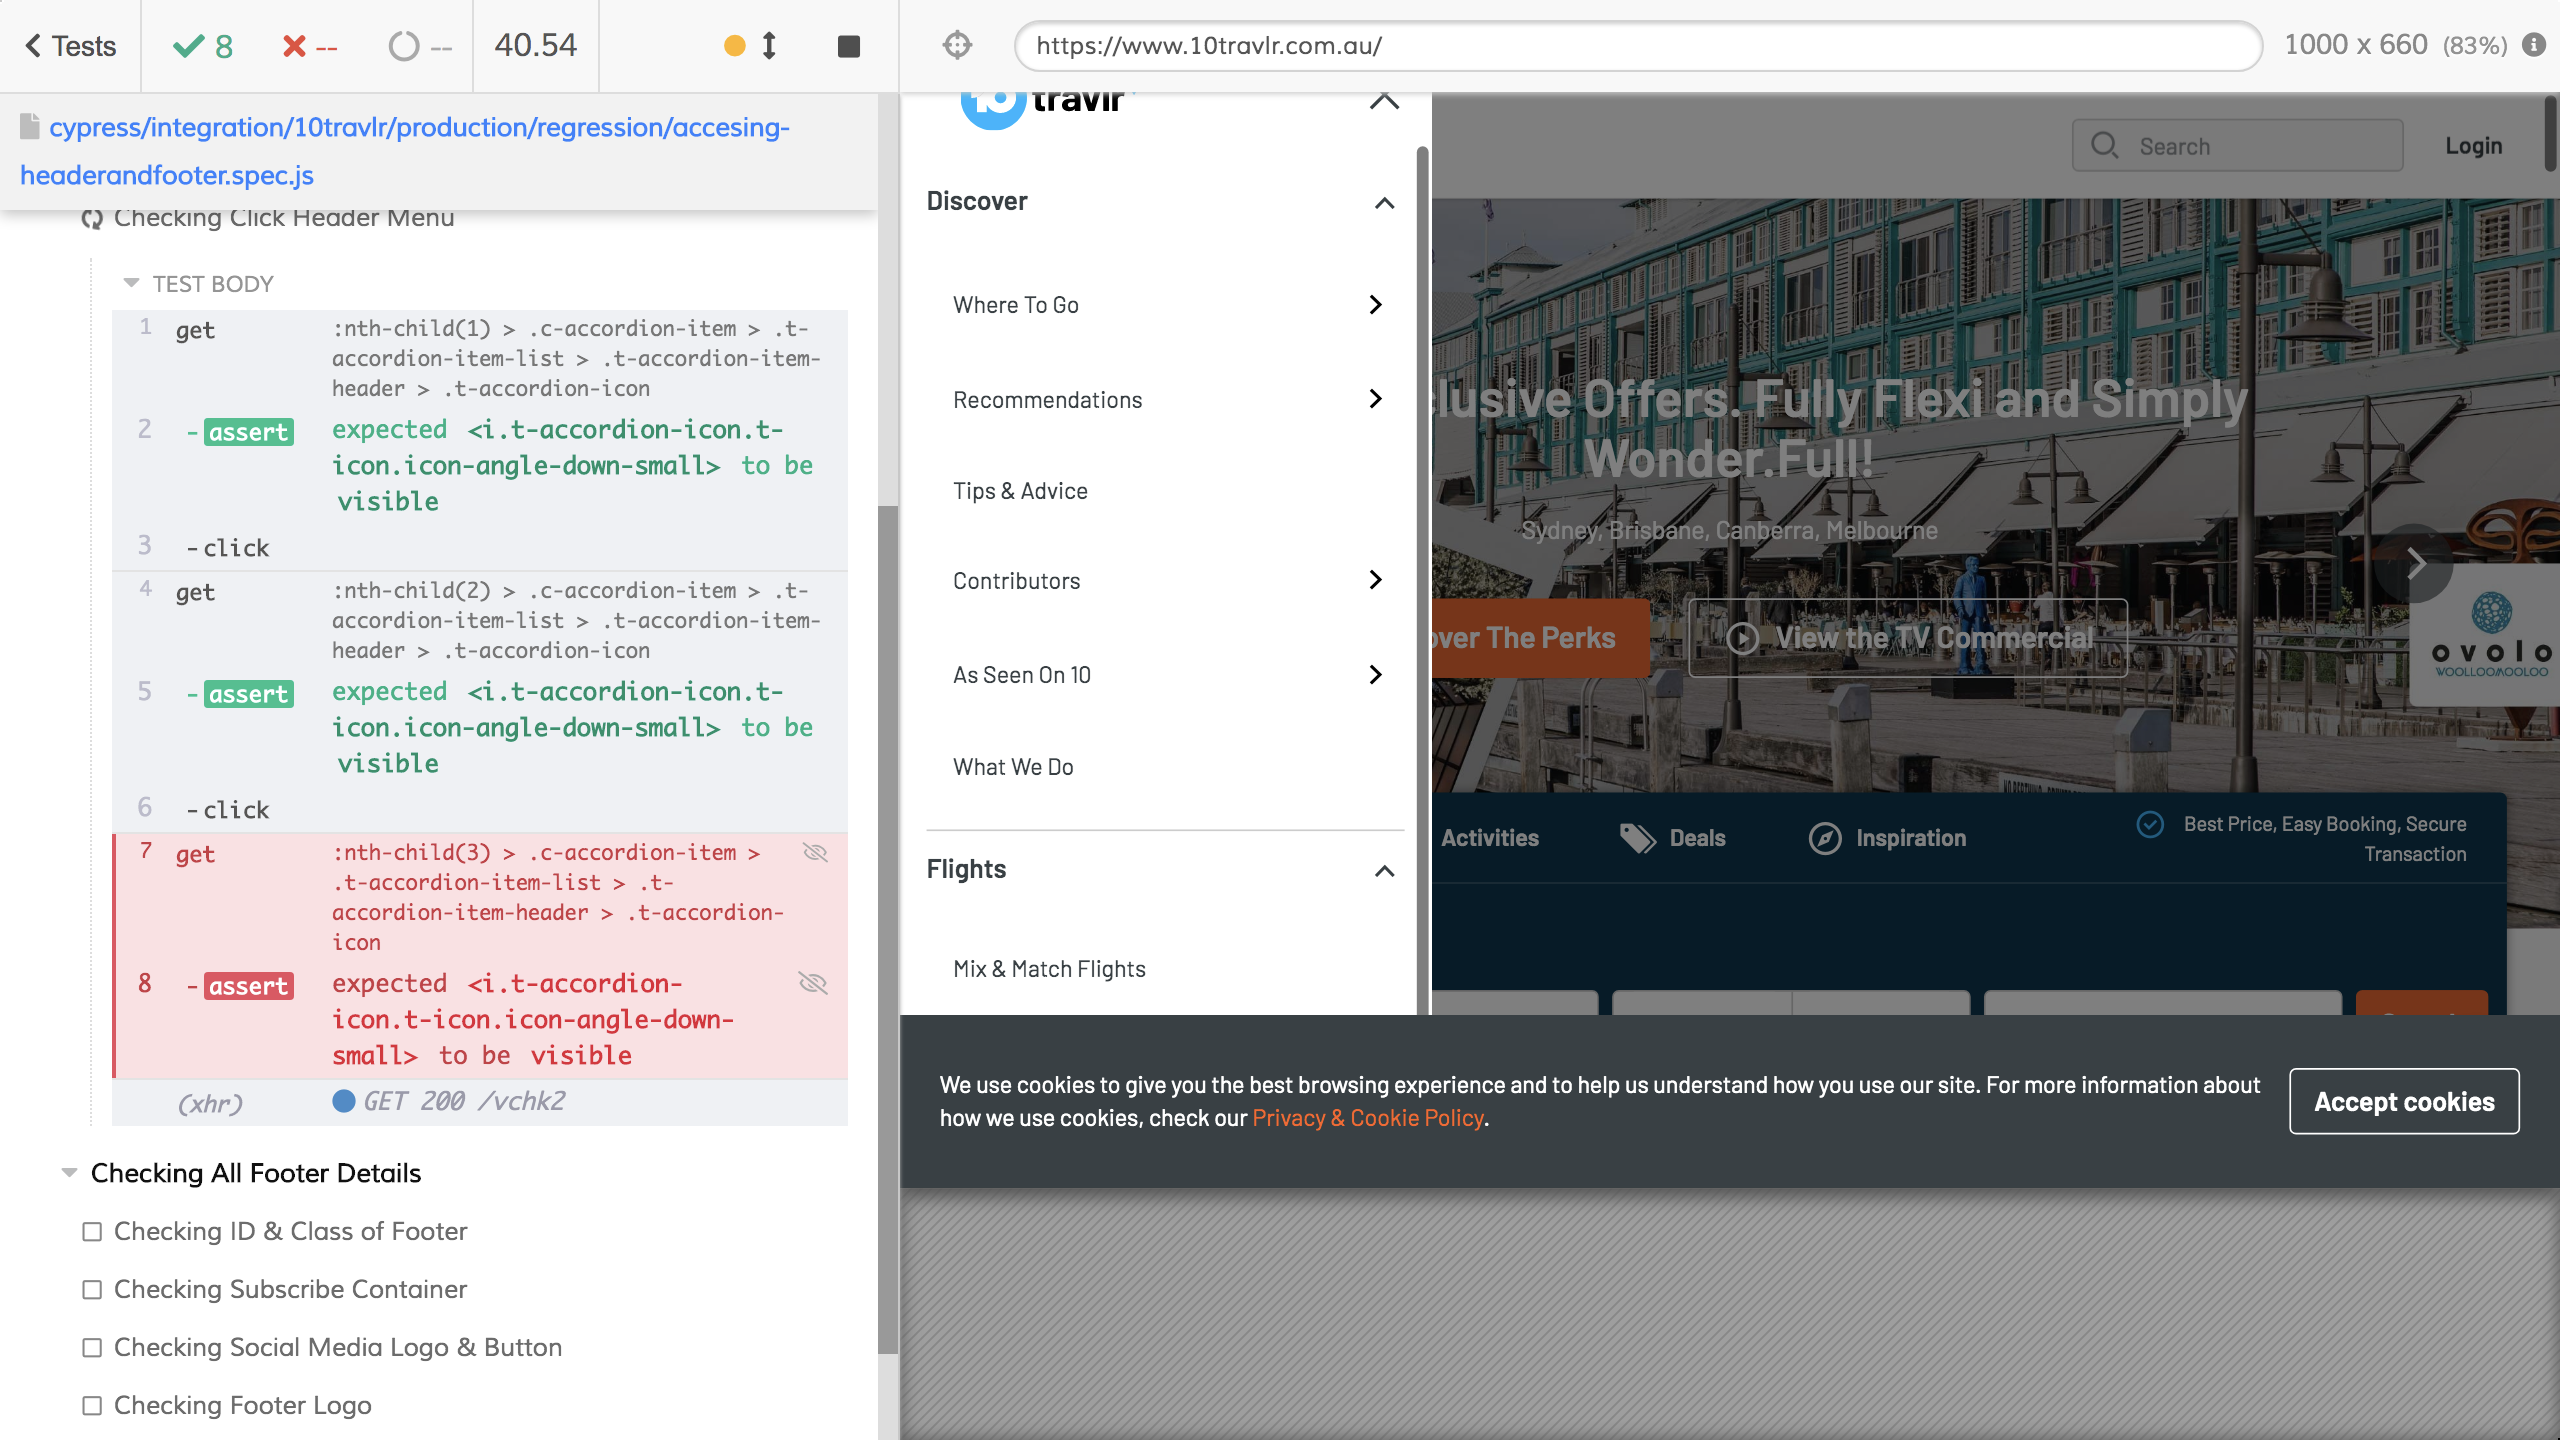 Tests
8
--
--
40.54
https://www.10travlr.com.au/
1000 x 660 (83%)
cypress/integration/10travlr/production/regression/accesing-
headerandfooter.spec.js
Checking Click Header Menu
TEST BODY
1 get :nth-child(1) > .c-accordion-item > .t-
accordion-item-list > .t-accordion-item-
header > .t-accordion-icon
2 -assert expected <i.t-accordion-icon.t-
icon.icon-angle-down-small> to be
visible
3 -click
4 get :nth-child(2) > .c-accordion-item > .t-
accordion-item-list > .t-accordion-item-
header > .t-accordion-icon
5 -assert expected <i.t-accordion-icon.t-
icon.icon-angle-down-small> to be
visible
6 -click
7 get :nth-child(3) > .c-accordion-item >
.t-accordion-item-list > .t-
accordion-item-header > .t-accordion-
icon
8 -assert expected <i.t-accordion-
icon.t-icon.icon-angle-down-
small> to be visible
(xhr) GET 200 /vchk2
Checking All Footer Details
Checking ID & Class of Footer
Checking Subscribe Container
Checking Social Media Logo & Button
Checking Footer Logo
10 travlr
Discover
Where To Go
Recommendations
Tips & Advice
Contributors
As Seen On 10
What We Do
Flights
Mix & Match Flights
Search
Login
lusive Offers. Fully Flexi and Simply
Wonder.Full!
Sydney, Brisbane, Canberra, Melbourne
over The Perks
View the TV Commercial
ovolo
WOOLLOOMOOLOO
Activities
Deals
Inspiration
Best Price, Easy Booking, Secure
Transaction
We use cookies to give you the best browsing experience and to help us understand how you use our site. For more information about
how we use cookies, check our Privacy & Cookie Policy.
Accept cookies